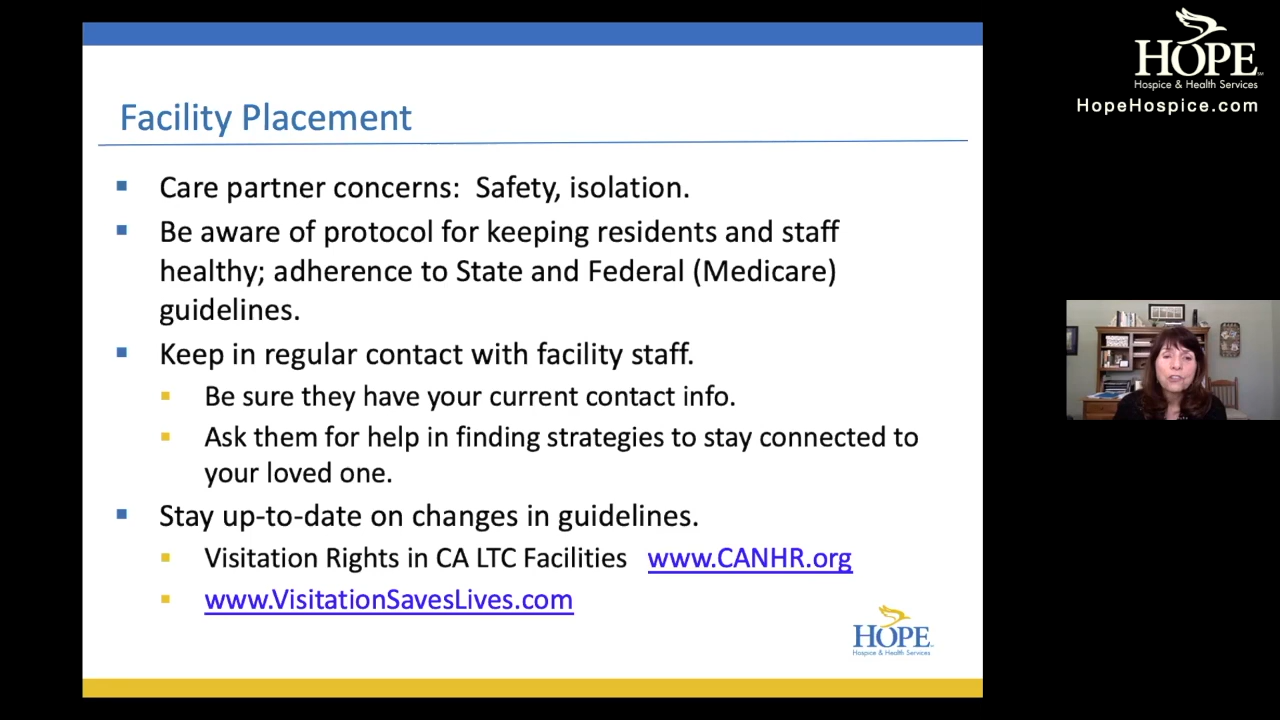 Facility Placement
Care partner concerns:  Safety, isolation.
Be aware of protocol for keeping residents and staff
healthy; adherence to State and Federal (Medicare)
guidelines.
Keep in regular contact with facility staff.
Be sure they have your current contact info.
Ask them for help in finding strategies to stay connected to
your loved one.
Stay up-to-date on changes in guidelines.
Visitation Rights in CA LTC Facilities   www.CANHR.org
www.VisitationSavesLives.com
HOPE
Hospice & Health Services
HOPE
Hospice & Health Services
HopeHospice.com